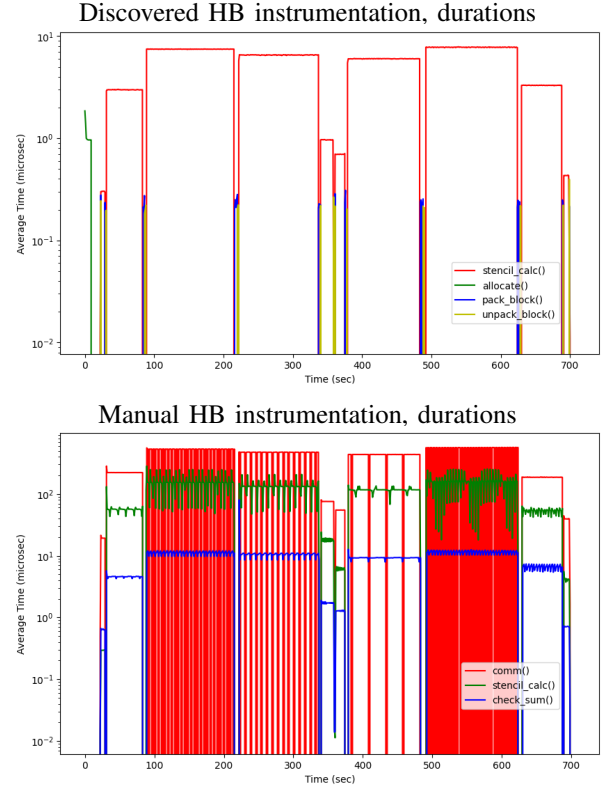 Discovered HB instrumentation, durations
10^1
10^0
10^-1
10^-2
Average Time (microsec)
stencil_calc()
allocate()
pack_block()
unpack_block()
0 100 200 300 400 500 600 700
Time (sec)
Manual HB instrumentation, durations
10^2
10^1
10^0
10^-1
10^-2
Average Time (microsec)
comm()
stencil_calc()
check_sum()
0 100 200 300 400 500 600 700
Time (sec)